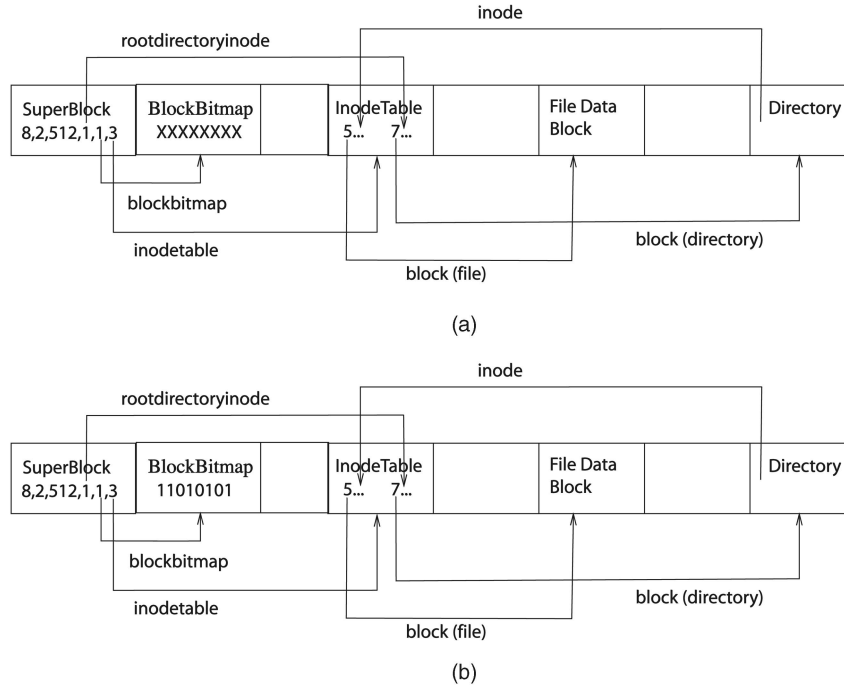 inode
rootdirectoryinode
SuperBlock
8,2,512,1,1,3
BlockBitmap
XXXXXXXX
InodeTable
5... 7...
File Data
Block
Directory
blockbitmap
inodetable
block (directory)
block (file)
(a)
inode
rootdirectoryinode
SuperBlock
8,2,512,1,1,3
BlockBitmap
11010101
InodeTable
5... 7...
File Data
Block
Directory
blockbitmap
inodetable
block (directory)
block (file)
(b)